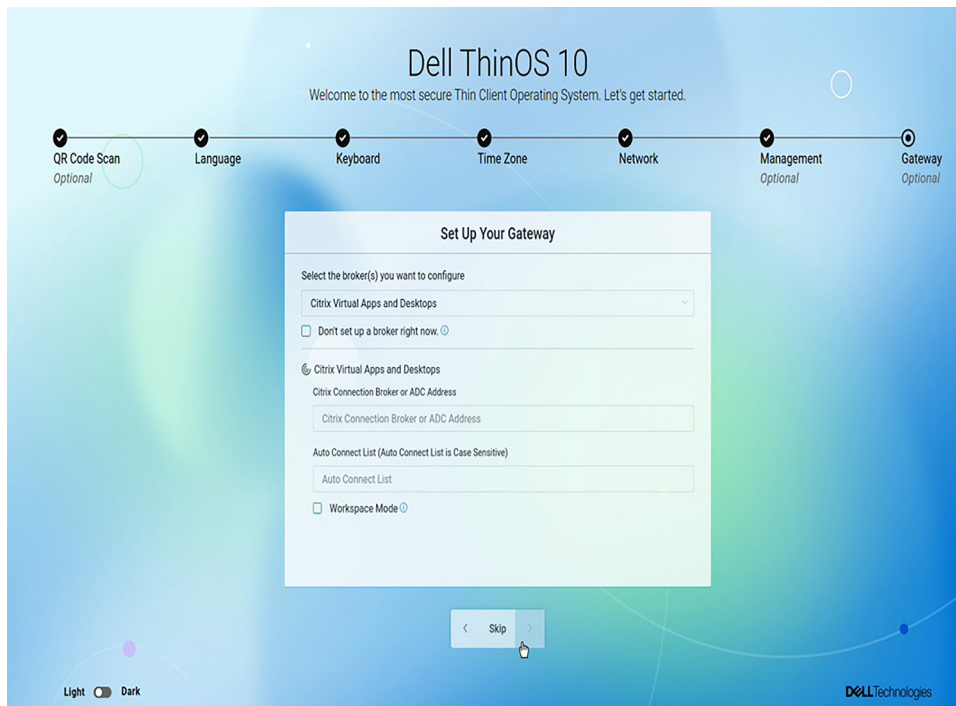 Dell ThinOS 10
Welcome to the most secure Thin Client Operating System. Let's get started.
QR Code Scan
Optional
Language
Keyboard
Time Zone
Network
Management
Optional
Gateway
Optional
Set Up Your Gateway
Select the broker(s) you want to configure
Citrix Virtual Apps and Desktops
Don't set up a broker right now.
Citrix Virtual Apps and Desktops
Citrix Connection Broker or ADC Address
Citrix Connection Broker or ADC Address
Auto Connect List (Auto Connect List is Case Sensitive)
Auto Connect List
Workspace Mode
Skip
Light Dark
DELL Technologies